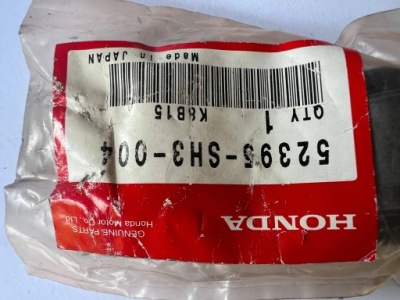 HONDA
GENUINE PARTS
Honda Motor Co., Ltd.
52395-SH3-004
QTY 1 K8B15
Made in JAPAN